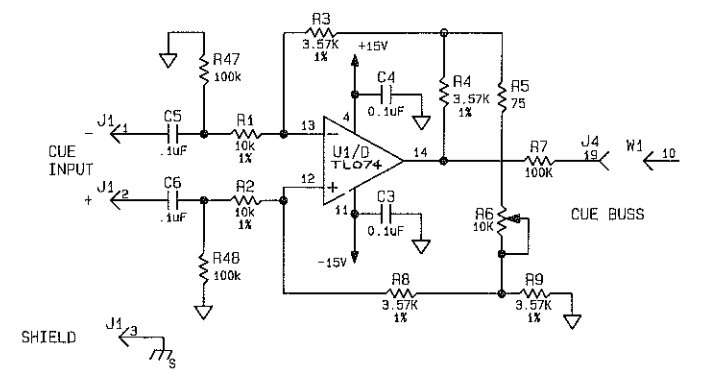 R3
3.57K
1%
+15V
R47
100k
C4
0.1uF
R4
3.57K
1%
R5
75
C5
.1uF
R1
10k
1%
J1
1
-
CUE
INPUT
+
J1
2
C6
.1uF
R2
10k
1%
4
13
-
U1/D
TL074
14
12
+
11
C3
0.1uF
-15V
R7
100K
J4
19
W1
10
CUE BUSS
R6
10K
R48
100k
R8
3.57K
1%
R9
3.57K
1%
SHIELD
J1
3
S